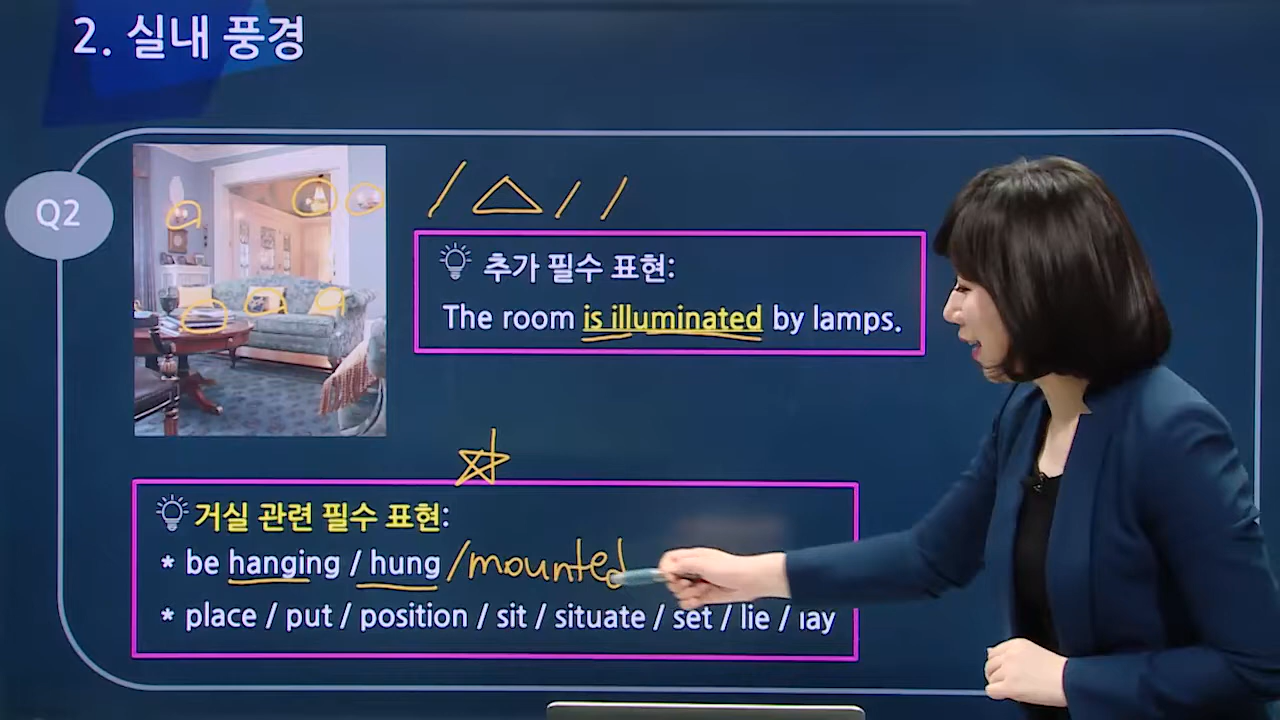 2. 실내 풍경
Q2
추가 필수 표현:
The room is illuminated by lamps.
거실 관련 필수 표현:
* be hanging / hung /mounted
* place / put / position / sit / situate / set / lie / lay